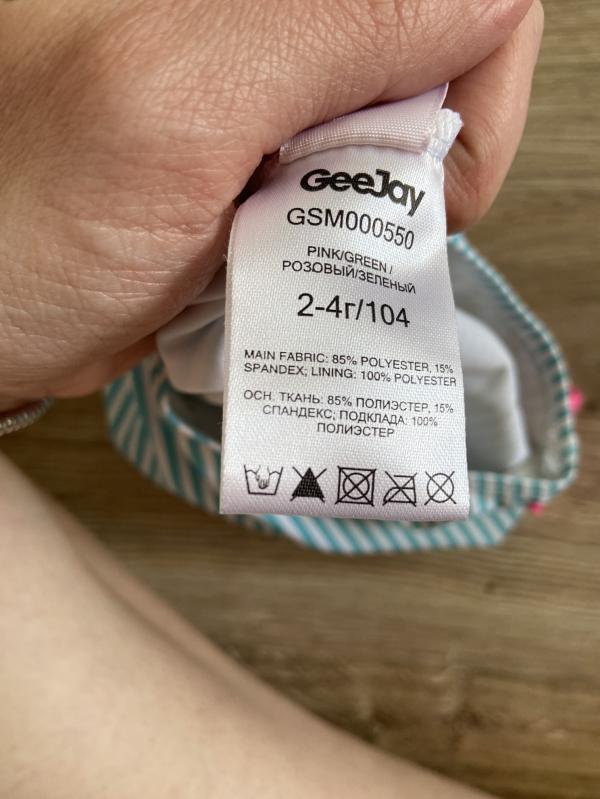 GeeJay
GSM000550
PINK/GREEN /
РОЗОВЫЙ/ЗЕЛЕНЫЙ
2-4г/104
MAIN FABRIC: 85% POLYESTER, 15%
SPANDEX; LINING: 100% POLYESTER
ОСН. ТКАНЬ: 85% ПОЛИЭСТЕР, 15%
СПАНДЕКС; ПОДКЛАДА: 100%
ПОЛИЭСТЕР